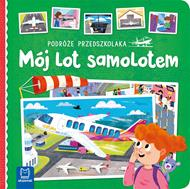 PODRÓŻE PRZEDSZKOLAKA
Mój lot samolotem